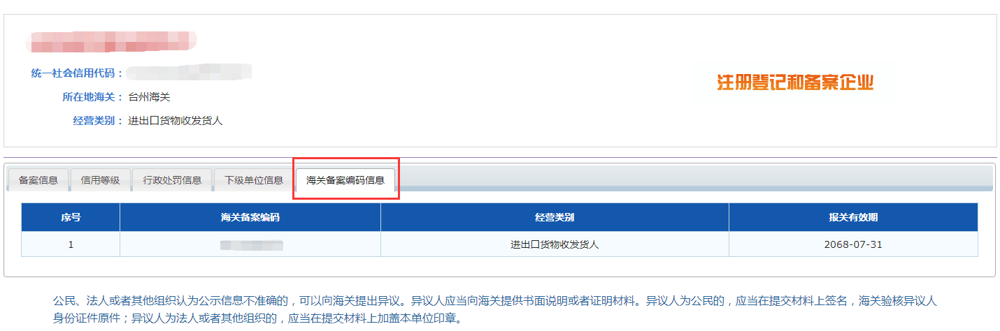 统一社会信用代码：
注册登记和备案企业
所在地海关： 台州海关
经营类别： 进出口货物收发货人
备案信息 信用等级 行政处罚信息 下级单位信息 海关备案编码信息
序号 海关备案编码 经营类别 报关有效期
1 进出口货物收发货人 2068-07-31
公民、法人或者其他组织认为公示信息不准确的，可以向海关提出异议。异议人应当向海关提供书面说明或者证明材料。异议人为公民的，应当在提交材料上签名，海关验核异议人
身份证件原件；异议人为法人或者其他组织的，应当在提交材料上加盖本单位印章。